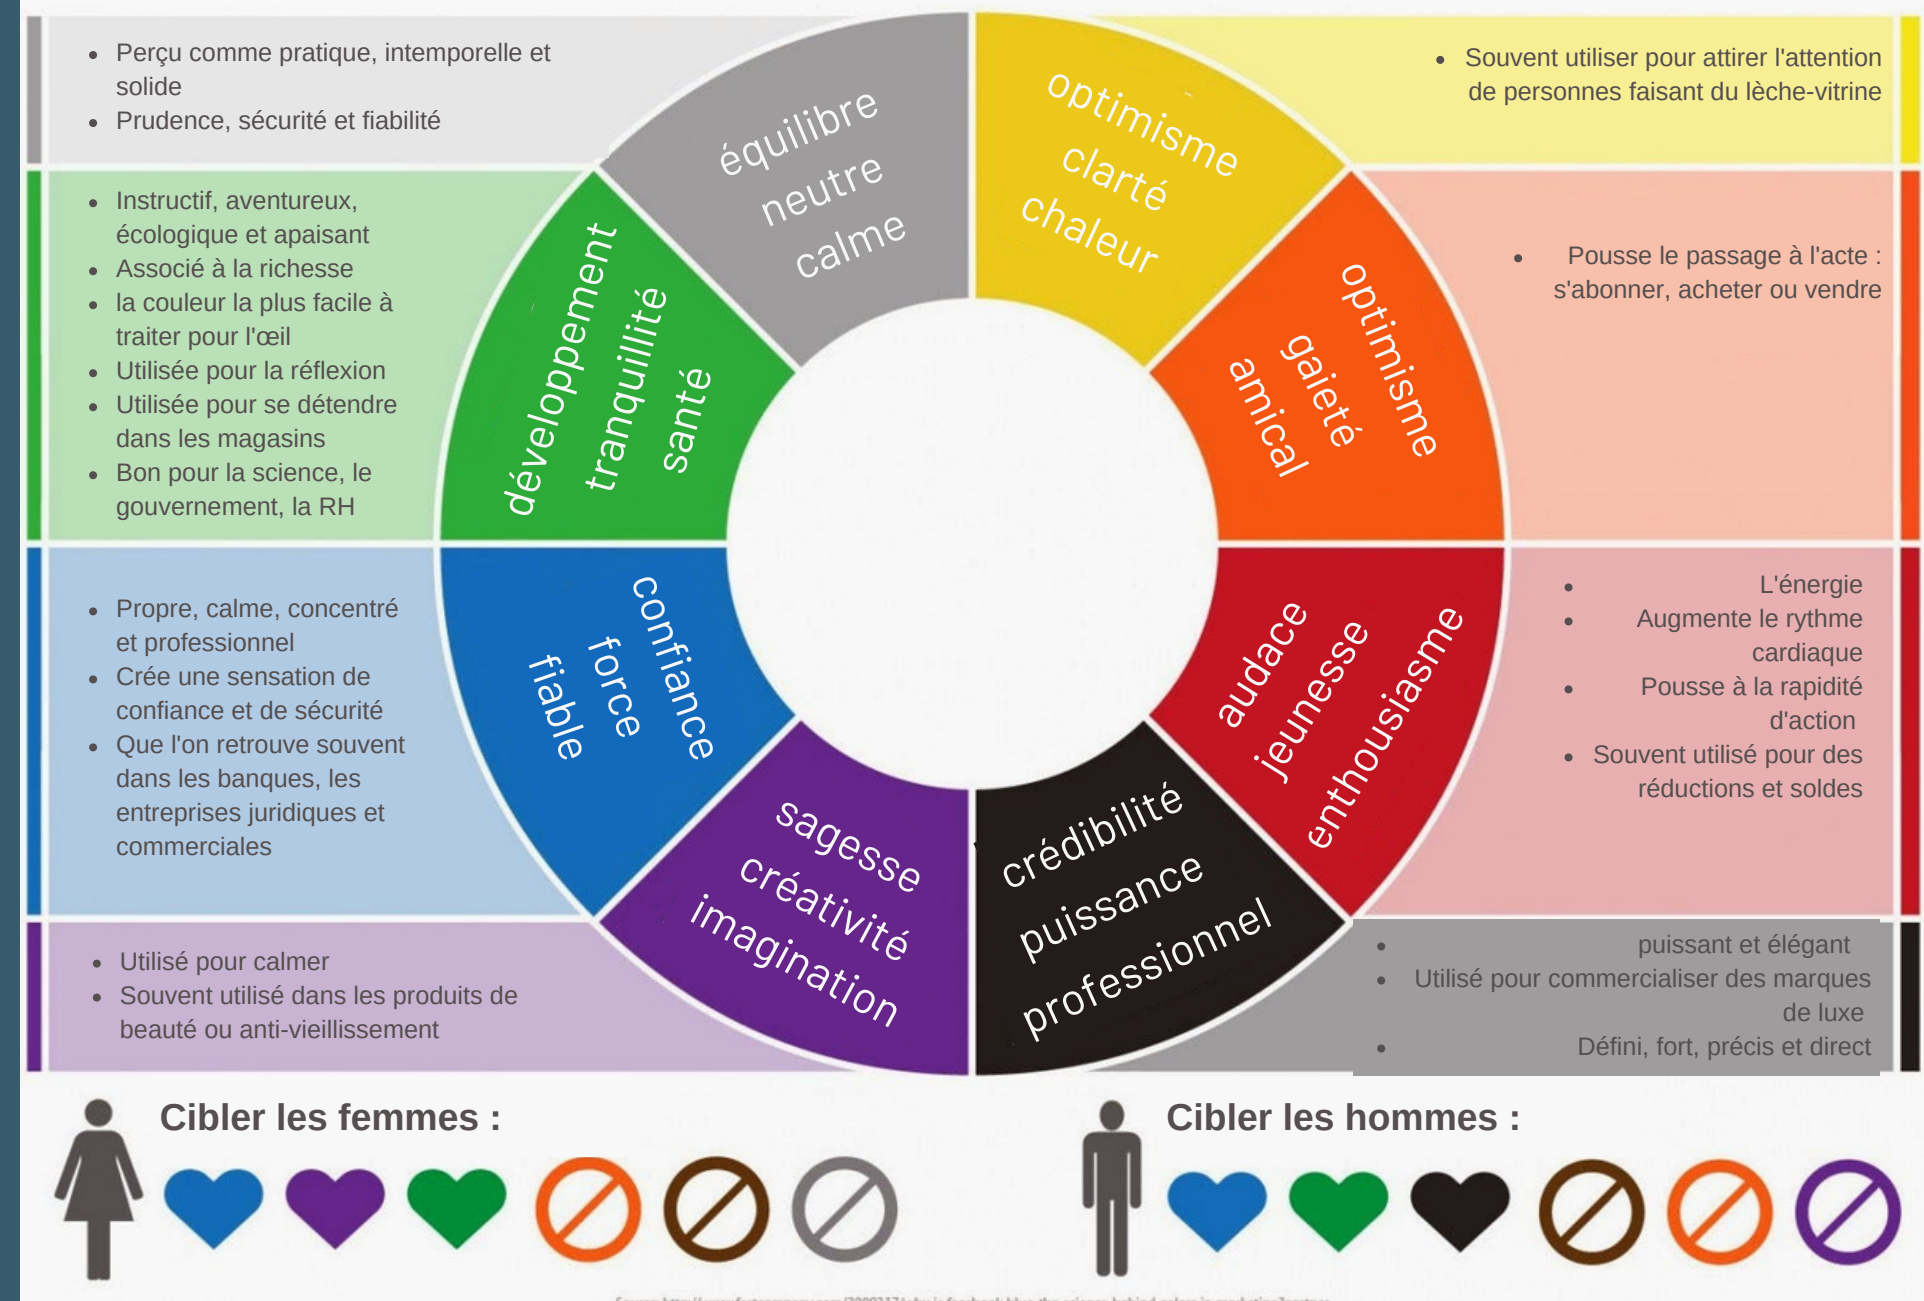 Perçu comme pratique, intemporelle et
solide
Prudence, sécurité et fiabilité
équilibre
neutre
calme
optimisme
clarté
chaleur
Souvent utiliser pour attirer l'attention
de personnes faisant du lèche-vitrine
Instructif, aventureux,
écologique et apaisant
Associé à la richesse
la couleur la plus facile à
traiter pour l'œil
Utilisée pour la réflexion
Utilisée pour se détendre
dans les magasins
Bon pour la science, le
gouvernement, la RH
développement
tranquillité
santé
optimisme
gaieté
amical
Pousse le passage à l'acte :
s'abonner, acheter ou vendre
Propre, calme, concentré
et professionnel
Crée une sensation de
confiance et de sécurité
Que l'on retrouve souvent
dans les banques, les
entreprises juridiques et
commerciales
confiance
force
fiable
audace
jeunesse
enthousiasme
L'énergie
Augmente le rythme
cardiaque
Pousse à la rapidité
d'action
Souvent utilisé pour des
réductions et soldes
Utilisé pour calmer
Souvent utilisé dans les produits de
beauté ou anti-vieillissement
sagesse
créativité
imagination
crédibilité
puissance
professionnel
puissant et élégant
Utilisé pour commercialiser des marques
de luxe
Défini, fort, précis et direct
Cibler les femmes :
Cibler les hommes :